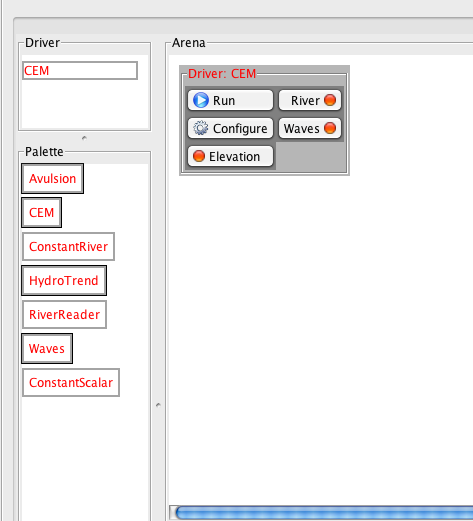 Driver
CEM
Palette
Avulsion
CEM
ConstantRiver
HydroTrend
RiverReader
Waves
ConstantScalar
Arena
Driver: CEM
Run
River
Configure
Waves
Elevation